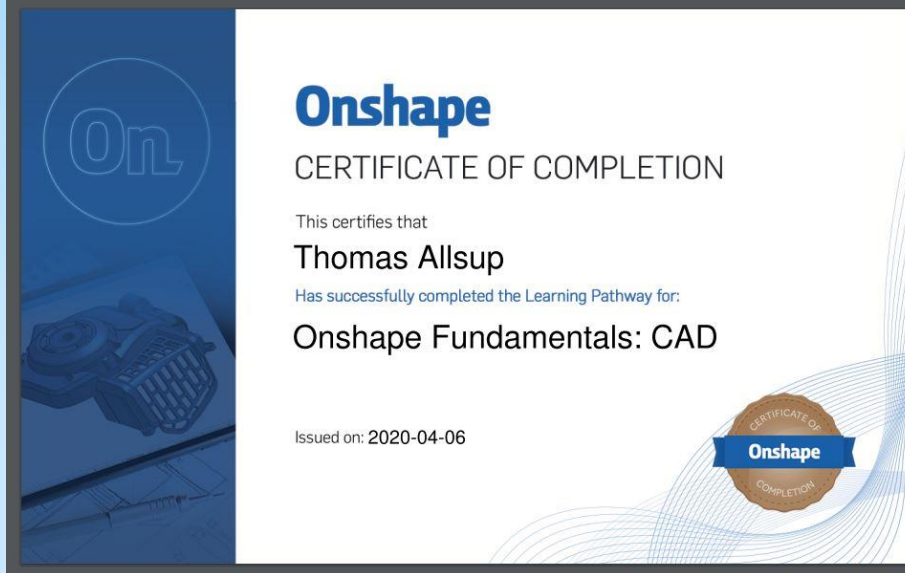 On
Onshape
CERTIFICATE OF COMPLETION
This certifies that
Thomas Allsup
Has successfully completed the Learning Pathway for:
Onshape Fundamentals: CAD
Issued on: 2020-04-06
CERTIFICATE OF
Onshape
COMPLETION